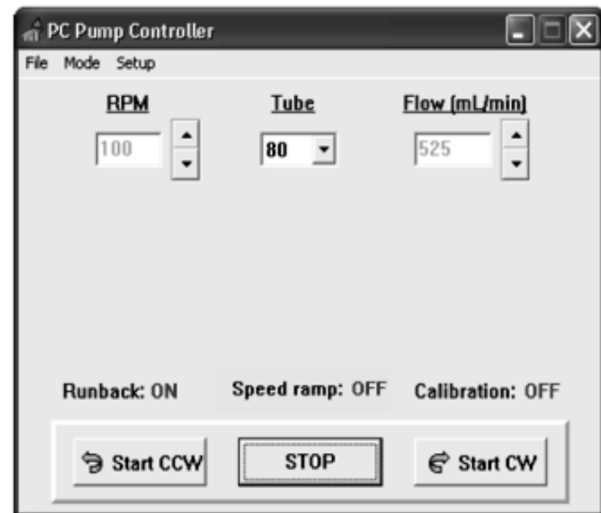 PC Pump Controller
File Mode Setup
RPM Tube Flow (mL/min)
100 80 525
Runback: ON Speed ramp: OFF Calibration: OFF
Start CCW STOP Start CW